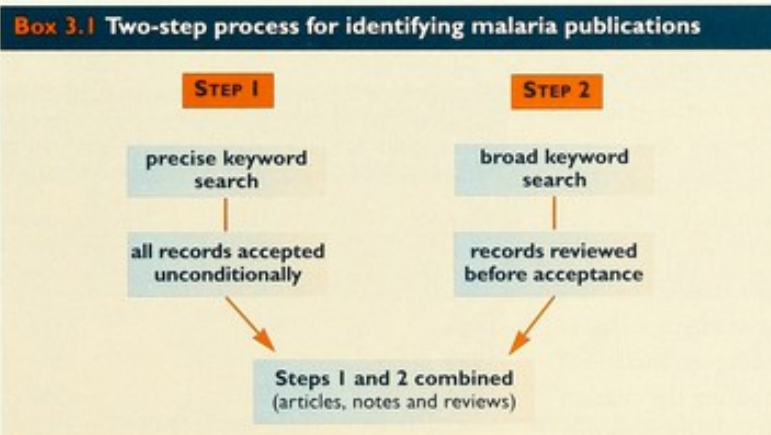 Box 3.1 Two-step process for identifying malaria publications
STEP 1
STEP 2
precise keyword
search
broad keyword
search
all records accepted
unconditionally
records reviewed
before acceptance
Steps 1 and 2 combined
(articles, notes and reviews)